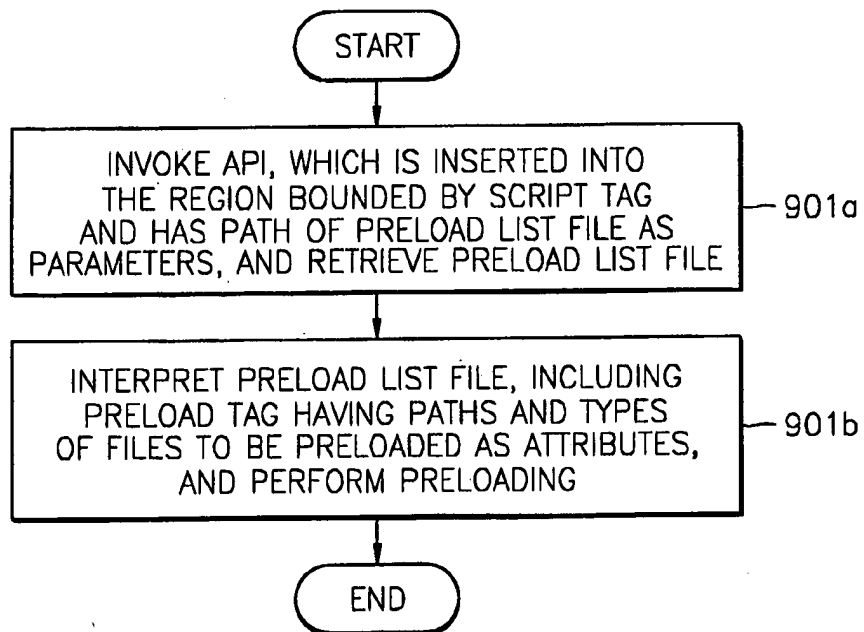 START
INVOKE API, WHICH IS INSERTED INTO
THE REGION BOUNDED BY SCRIPT TAG
AND HAS PATH OF PRELOAD LIST FILE AS
PARAMETERS, AND RETRIEVE PRELOAD LIST FILE
901a
INTERPRET PRELOAD LIST FILE, INCLUDING
PRELOAD TAG HAVING PATHS AND TYPES
OF FILES TO BE PRELOADED AS ATTRIBUTES,
AND PERFORM PRELOADING
901b
END